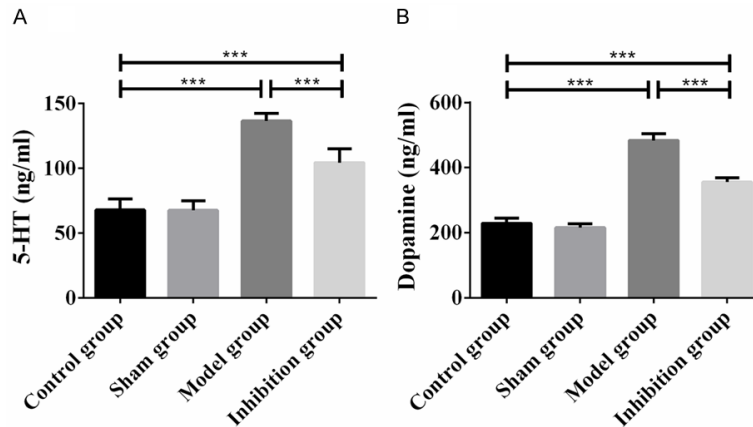 A
***
***
***
5-HT (ng/ml)
150
100
50
0
Control group
Sham group
Model group
Inhibition group
B
***
***
***
Dopamine (ng/ml)
600
400
200
0
Control group
Sham group
Model group
Inhibition group